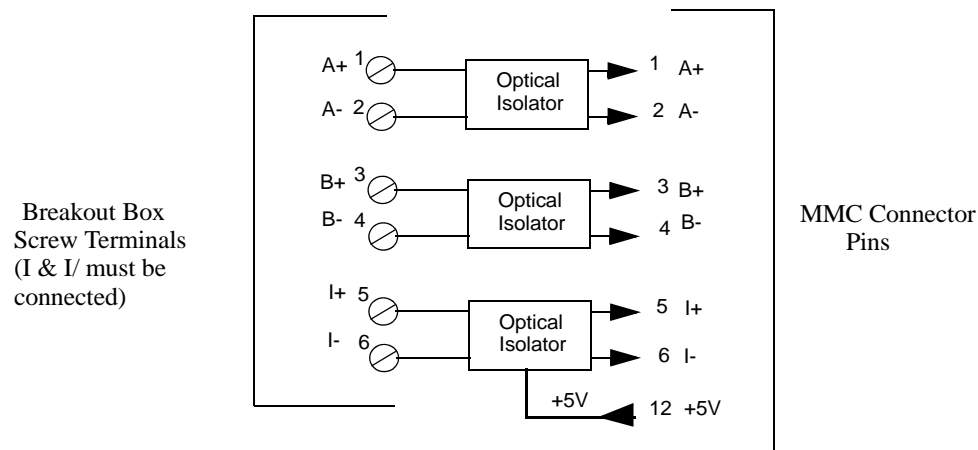 A+ 1
Optical
Isolator
1 A+
A- 2
2 A-
B+ 3
Optical
Isolator
3 B+
B- 4
4 B-
Breakout Box
Screw Terminals
(I & I/ must be
connected)
MMC Connector
Pins
I+ 5
Optical
Isolator
5 I+
I- 6
6 I-
+5V
12 +5V